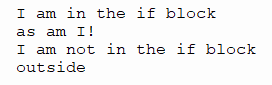 I am in the if block
as am I!
I am not in the if block
outside